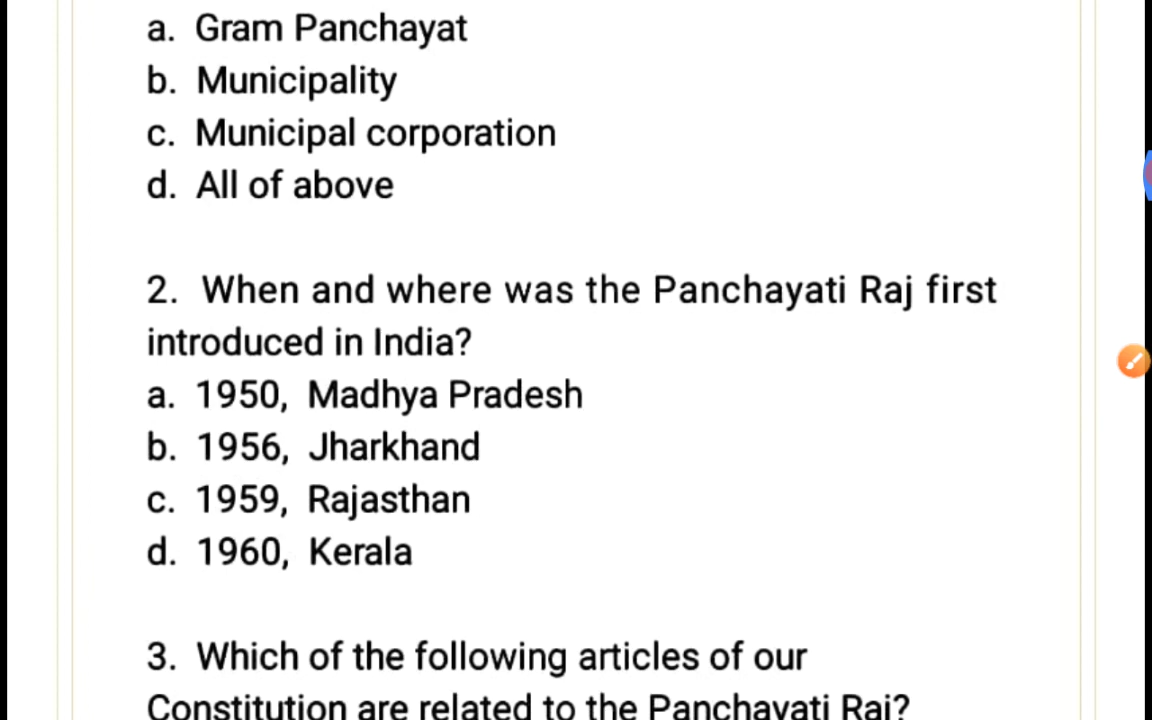 a. Gram Panchayat
b. Municipality
c. Municipal corporation
d. All of above
2. When and where was the Panchayati Raj first
introduced in India?
a. 1950, Madhya Pradesh
b. 1956, Jharkhand
c. 1959, Rajasthan
d. 1960, Kerala
3. Which of the following articles of our
Constitution are related to the Panchayati Raj?